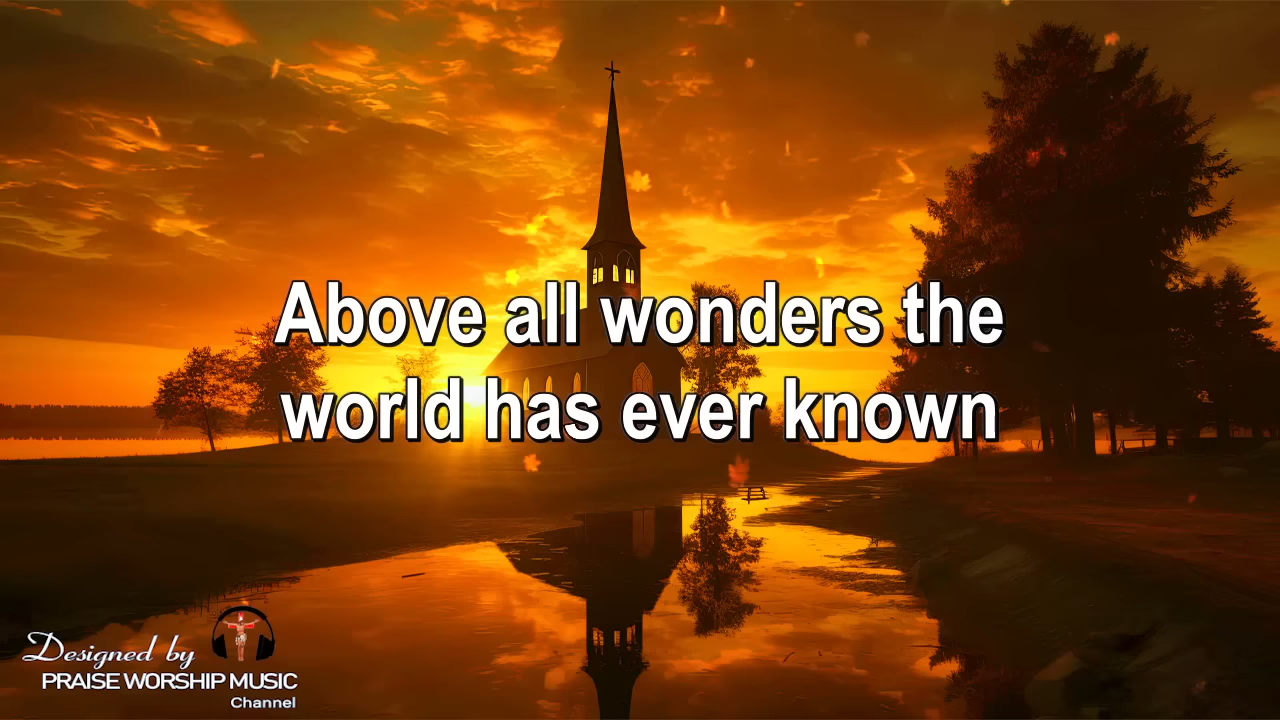 Above all wonders the
world has ever known
Designed by
PRAISE WORSHIP MUSIC
Channel